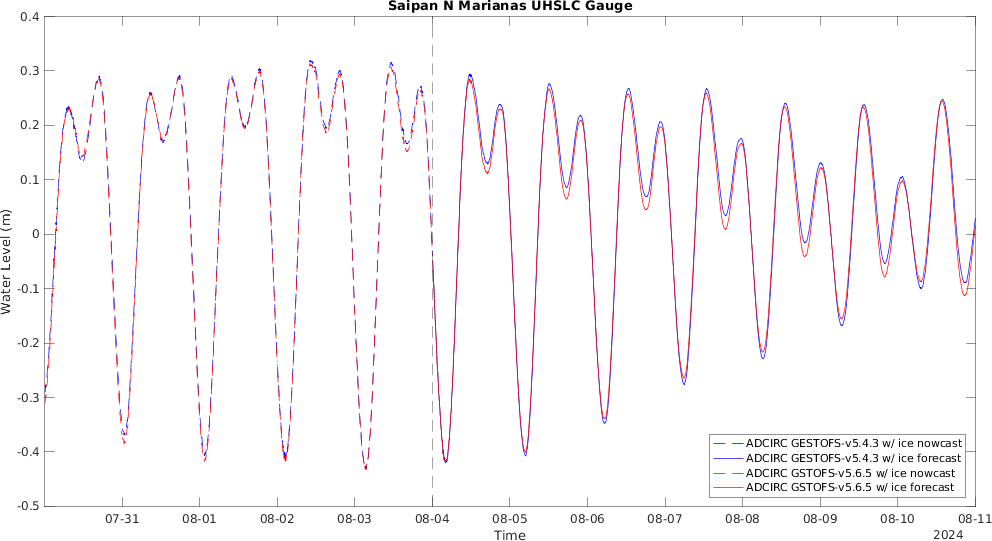 Saipan N Marianas UHSLC Gauge
0.4
0.3
0.2
0.1
0
-0.1
-0.2
-0.3
-0.4
-0.5
Water Level (m)
07-31 08-01 08-02 08-03 08-04 08-05 08-06 08-07 08-08 08-09 08-10 08-11
Time
2024
ADCIRC GESTOFS-v5.4.3 w/ ice nowcast
ADCIRC GESTOFS-v5.4.3 w/ ice forecast
ADCIRC GSTOFS-v5.6.5 w/ ice nowcast
ADCIRC GSTOFS-v5.6.5 w/ ice forecast